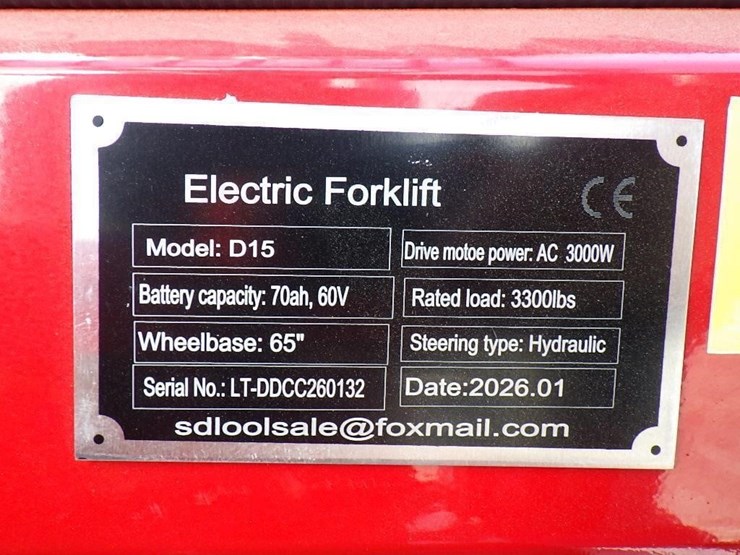 Electric Forklift CE
Model: D15
Drive motoe power: AC 3000W
Battery capacity: 70ah, 60V
Rated load: 3300lbs
Wheelbase: 65"
Steering type: Hydraulic
Serial No.: LT-DDCC260132
Date:2026.01
sdloolsale@foxmail.com